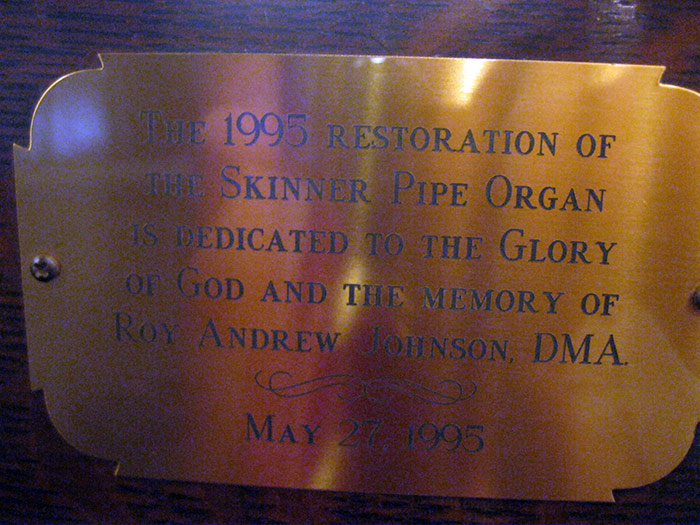 The 1995 restoration of
the Skinner Pipe Organ
is dedicated to the Glory
of God and the memory of
Roy Andrew Johnson, DMA.
May 27, 1995